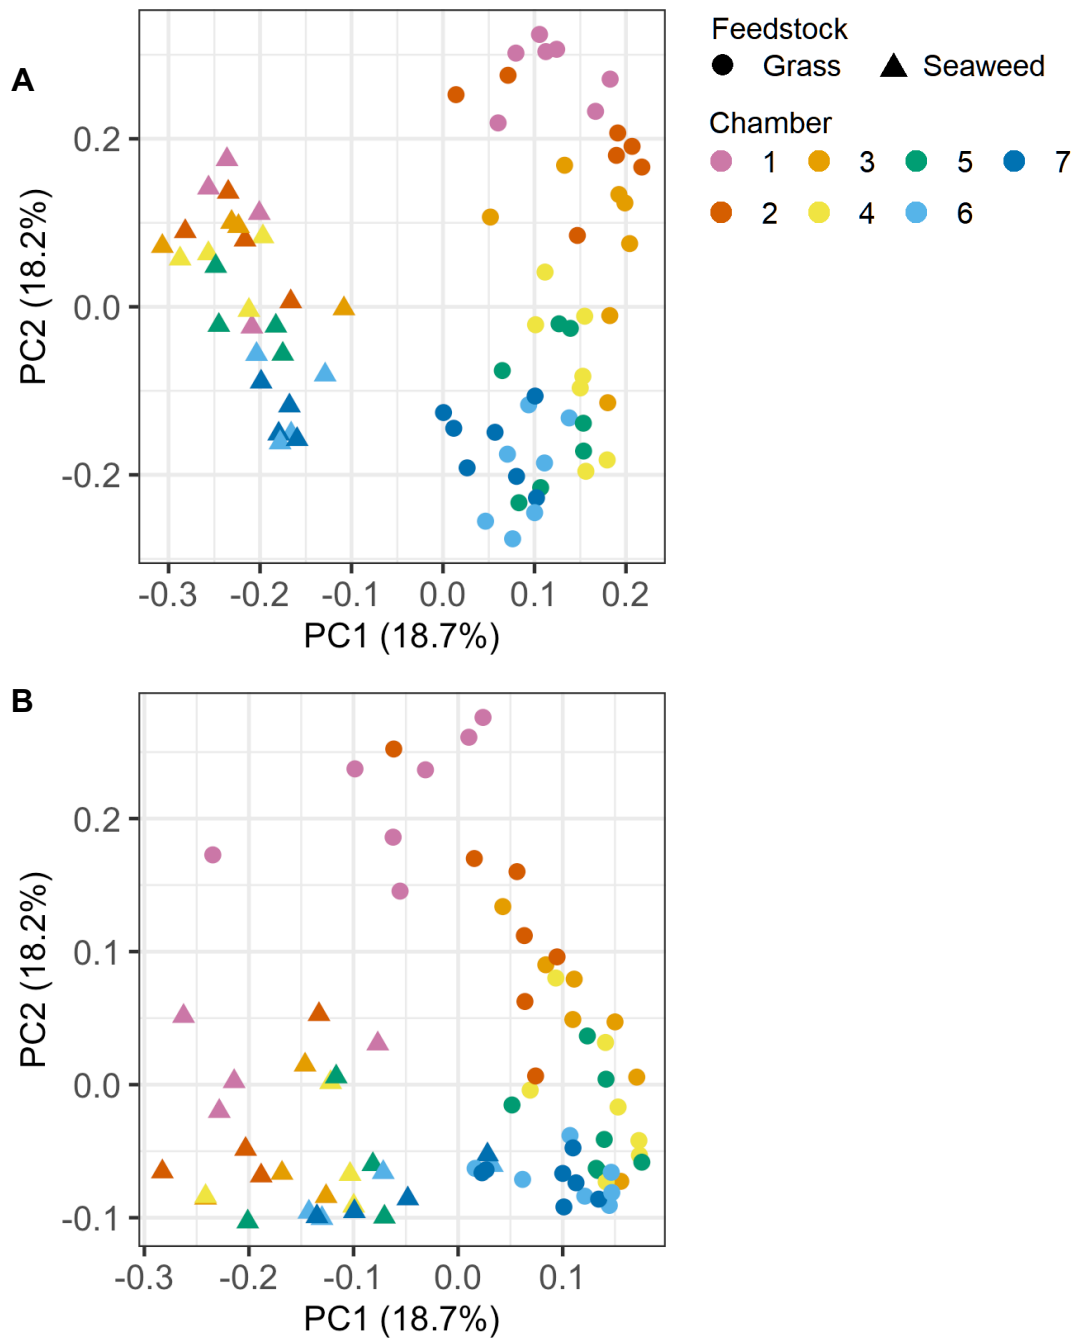 A
PC2 (18.2%)
0.2
0.0
-0.2
-0.3 -0.2 -0.1 0.0 0.1 0.2
PC1 (18.7%)
Feedstock
Grass Seaweed
Chamber
1 3 5 7
2 4 6
B
PC2 (18.2%)
0.2
0.1
0.0
-0.1
-0.3 -0.2 -0.1 0.0 0.1
PC1 (18.7%)